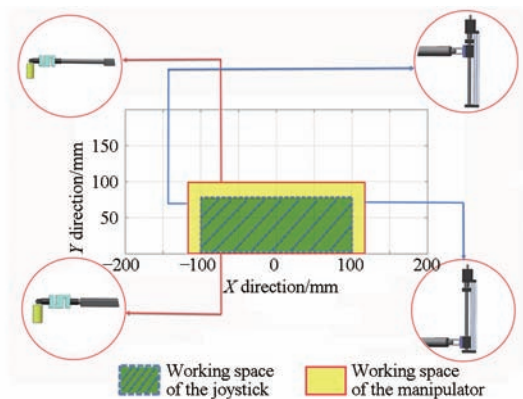 200
150
100
50
Y direction/mm
−200
−100
0
100
200
X direction/mm
Working space
of the joystick
Working space
of the manipulator